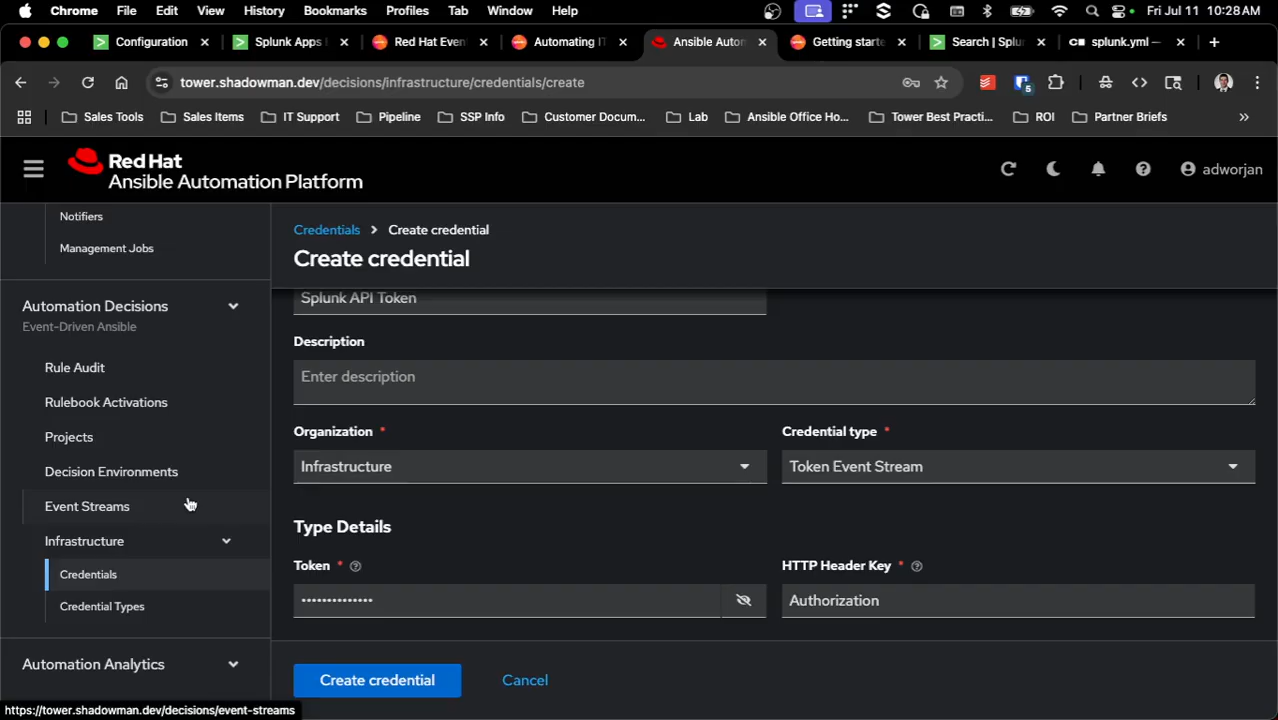 Chrome File Edit View History Bookmarks Profiles Tab Window Help Fri Jul 11 10:28 AM
Configuration Splunk Apps Red Hat Even Automating IT Ansible Autom Getting starte Search | Splun splunk.yml —
tower.shadowman.dev/decisions/infrastructure/credentials/create 5
Sales Tools Sales Items IT Support Pipeline SSP Info Customer Docum... Lab Ansible Office Ho... Tower Best Practi... ROI Partner Briefs »
Red Hat
Ansible Automation Platform
adworjan
Notifiers
Management Jobs
Automation Decisions
Event-Driven Ansible
Rule Audit
Rulebook Activations
Projects
Decision Environments
Event Streams
Infrastructure
Credentials
Credential Types
Automation Analytics
https://tower.shadowman.dev/decisions/event-streams
Credentials > Create credential
Create credential
Splunk API Token
Description
Enter description
Organization * Credential type *
Infrastructure Token Event Stream
Type Details
Token * HTTP Header Key *
•••••••••••••• Authorization
Create credential Cancel